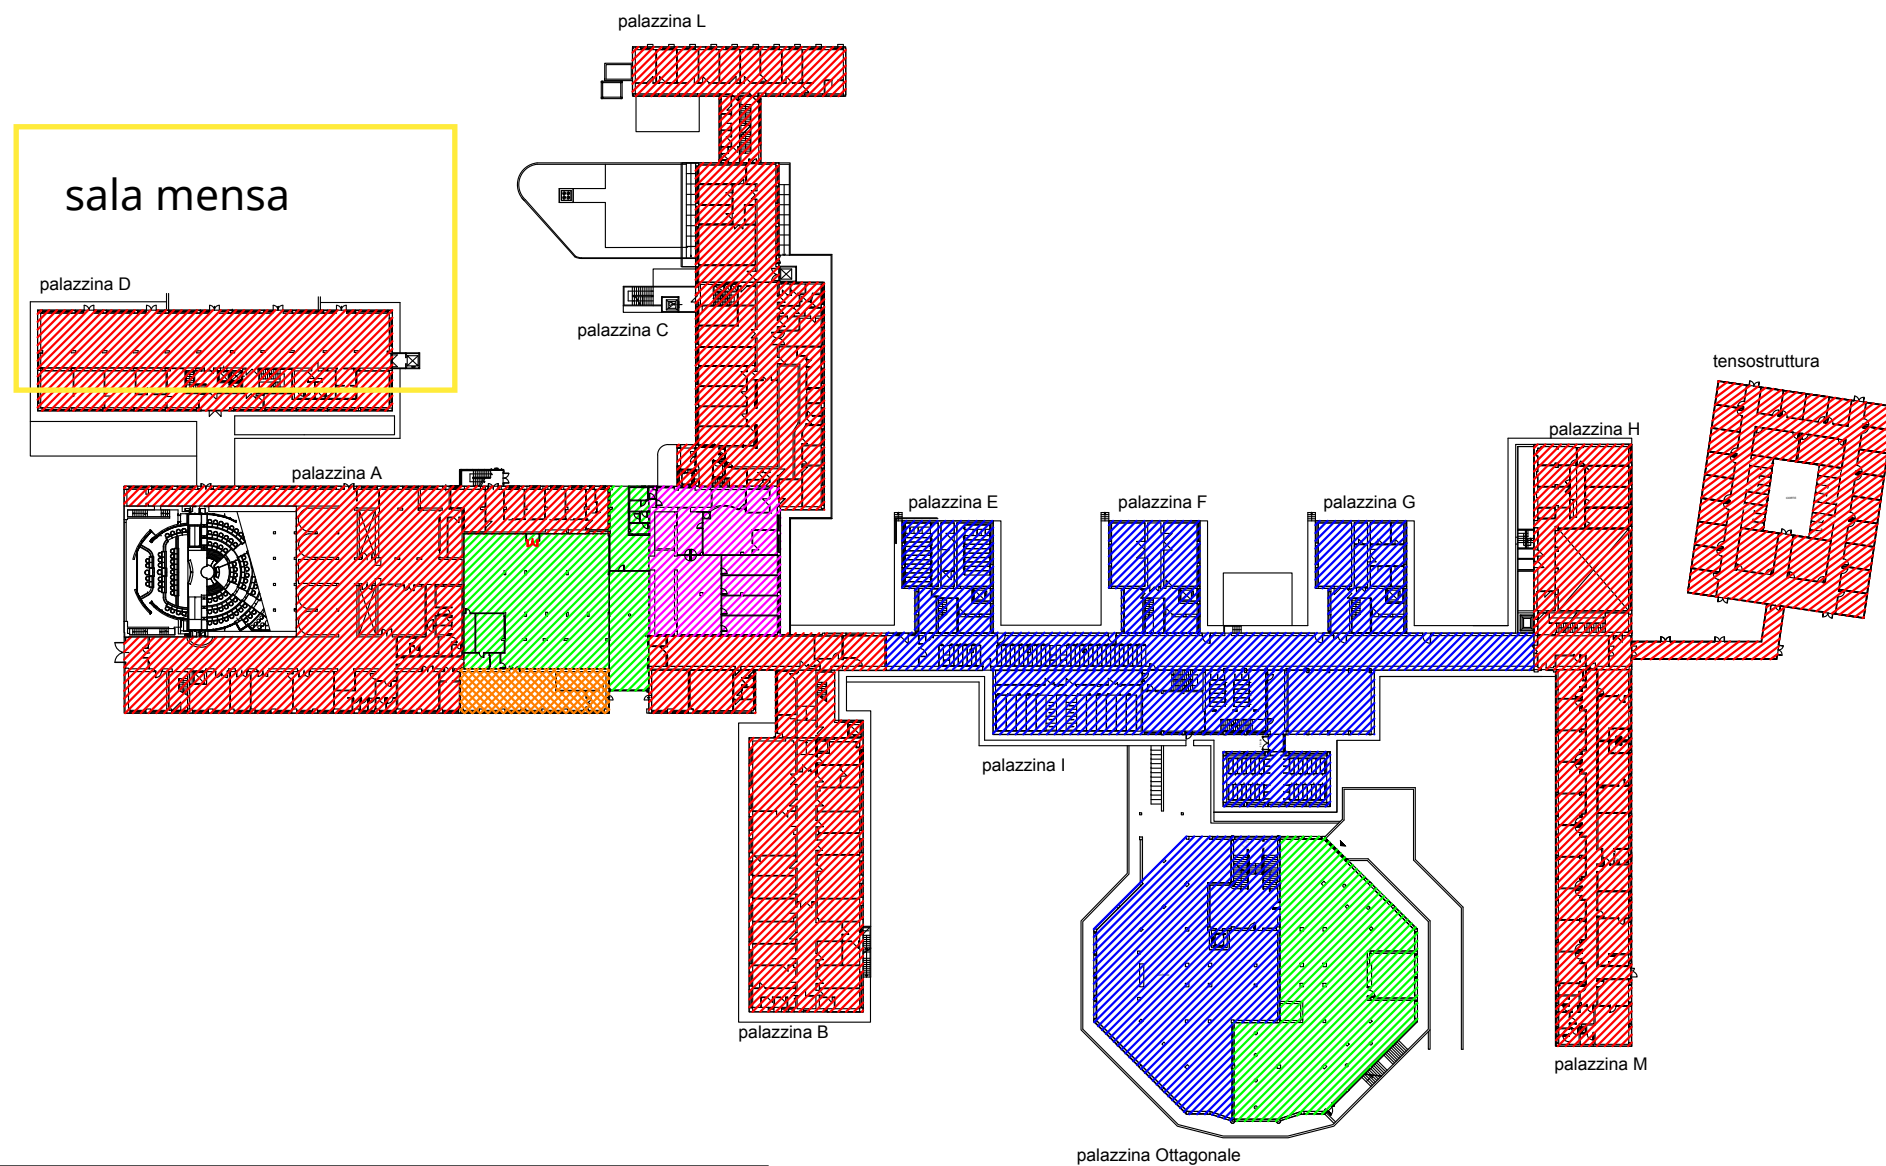 palazzina L
sala mensa
palazzina D
palazzina C
tensostruttura
palazzina H
palazzina A
palazzina E
palazzina F
palazzina G
palazzina I
palazzina B
palazzina M
palazzina Ottagonale